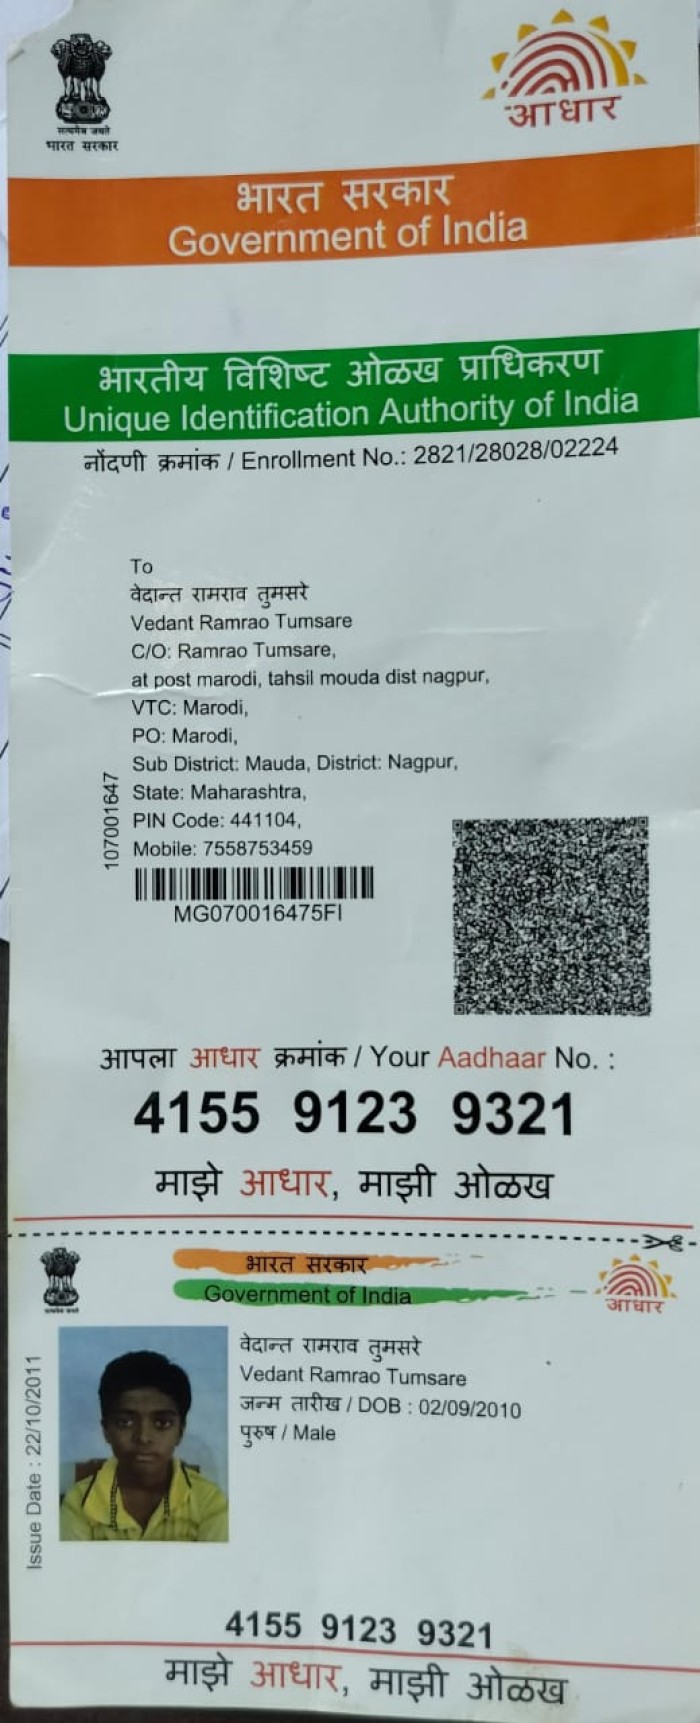 सत्यमेव जयते
भारत सरकार
आधार
भारत सरकार
Government of India
भारतीय विशिष्ट ओळख प्राधिकरण
Unique Identification Authority of India
नोंदणी क्रमांक / Enrollment No.: 2821/28028/02224
To
वेदान्त रामराव तुमसरे
Vedant Ramrao Tumsare
C/O: Ramrao Tumsare,
at post marodi, tahsil mouda dist nagpur,
VTC: Marodi,
PO: Marodi,
Sub District: Mauda, District: Nagpur,
State: Maharashtra,
PIN Code: 441104,
Mobile: 7558753459
107001647
MG070016475FI
आपला आधार क्रमांक / Your Aadhaar No. :
4155 9123 9321
माझे आधार, माझी ओळख
भारत सरकार
Government of India
आधार
वेदान्त रामराव तुमसरे
Vedant Ramrao Tumsare
जन्म तारीख / DOB : 02/09/2010
पुरुष / Male
Issue Date : 22/10/2011
4155 9123 9321
माझे आधार, माझी ओळख